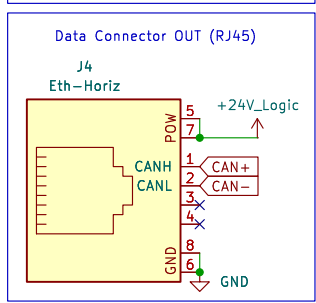 Data Connector OUT (RJ45)
J4
Eth-Horiz
+24V_Logic
5
POW
7
CANH 1 CAN+
CANL 2 CAN-
3
4
8
GND
6
GND